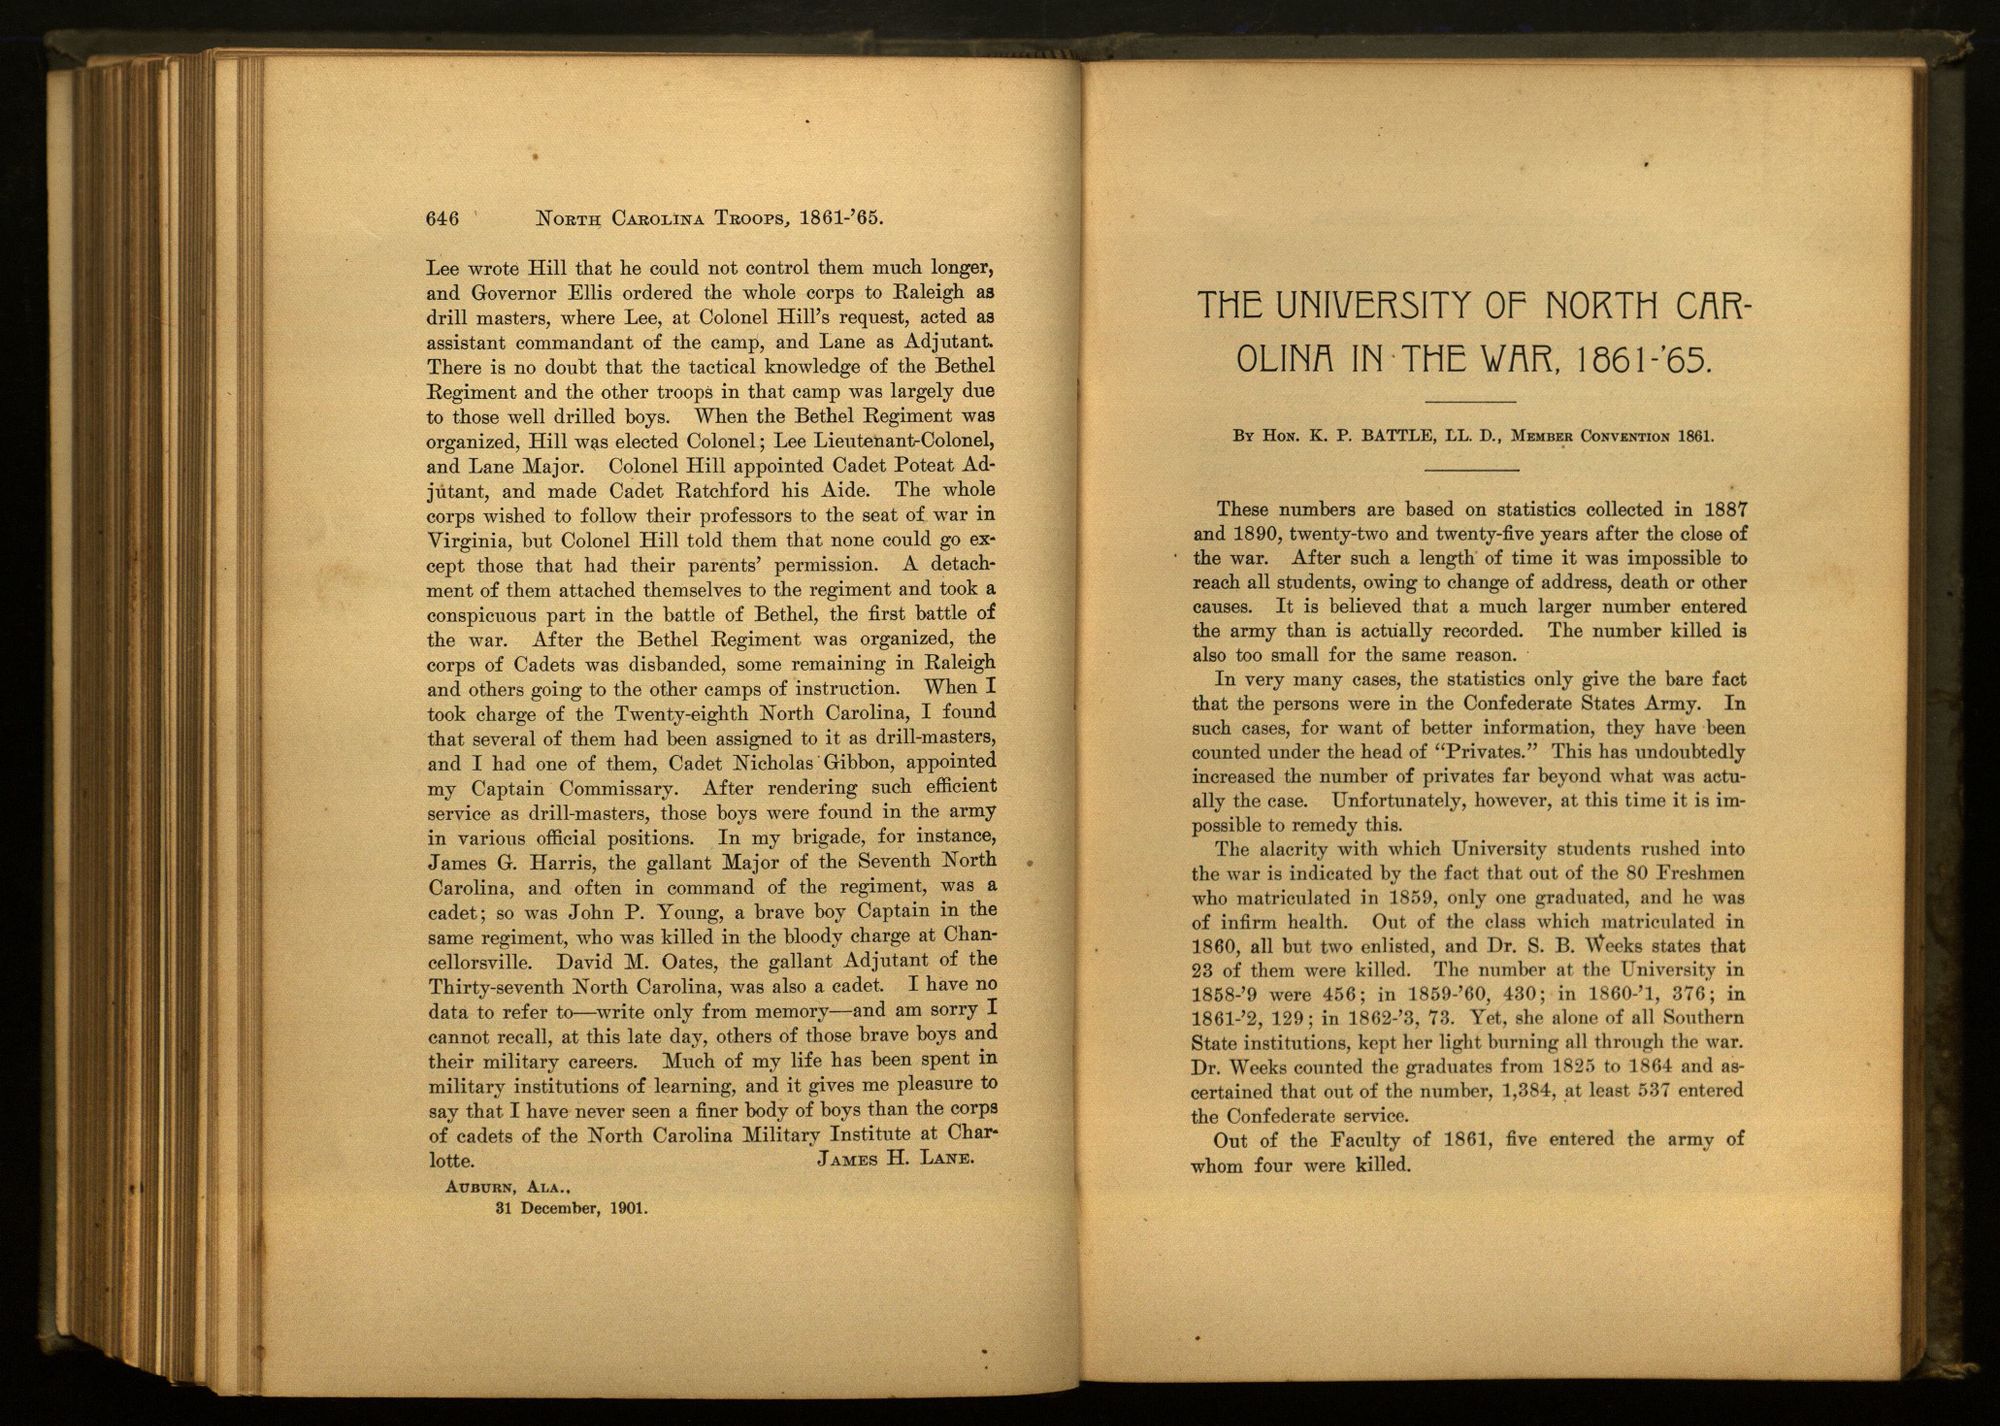 646 North Carolina Troops, 1861-’65.
Lee wrote Hill that he could not control them much longer,
and Governor Ellis ordered the whole corps to Raleigh as
drill masters, where Lee, at Colonel Hill’s request, acted as
assistant commandant of the camp, and Lane as Adjutant.
There is no doubt that the tactical knowledge of the Bethel
Regiment and the other troops in that camp was largely due
to those well drilled boys. When the Bethel Regiment was
organized, Hill was elected Colonel; Lee Lieutenant-Colonel,
and Lane Major. Colonel Hill appointed Cadet Poteat Ad-
jutant, and made Cadet Ratchford his Aide. The whole
corps wished to follow their professors to the seat of war in
Virginia, but Colonel Hill told them that none could go ex-
cept those that had their parents’ permission. A detach-
ment of them attached themselves to the regiment and took a
conspicuous part in the battle of Bethel, the first battle of
the war. After the Bethel Regiment was organized, the
corps of Cadets was disbanded, some remaining in Raleigh
and others going to the other camps of instruction. When I
took charge of the Twenty-eighth North Carolina, I found
that several of them had been assigned to it as drill-masters,
and I had one of them, Cadet Nicholas Gibbon, appointed
my Captain Commissary. After rendering such efficient
service as drill-masters, those boys were found in the army
in various official positions. In my brigade, for instance,
James G. Harris, the gallant Major of the Seventh North
Carolina, and often in command of the regiment, was a
cadet; so was John P. Young, a brave boy Captain in the
same regiment, who was killed in the bloody charge at Chan-
cellorsville. David M. Oates, the gallant Adjutant of the
Thirty-seventh North Carolina, was also a cadet. I have no
data to refer to—write only from memory—and am sorry I
cannot recall, at this late day, others of those brave boys and
their military careers. Much of my life has been spent in
military institutions of learning, and it gives me pleasure to
say that I have never seen a finer body of boys than the corps
of cadets of the North Carolina Military Institute at Char-
lotte. James H. Lane.
Auburn, Ala.,
31 December, 1901.
THE UNIVERSITY OF NORTH CAR-
OLINA IN THE WAR, 1861-’65.
By Hon. K. P. BATTLE, LL. D., Member Convention 1861.
These numbers are based on statistics collected in 1887
and 1890, twenty-two and twenty-five years after the close of
the war. After such a length of time it was impossible to
reach all students, owing to change of address, death or other
causes. It is believed that a much larger number entered
the army than is actually recorded. The number killed is
also too small for the same reason.
In very many cases, the statistics only give the bare fact
that the persons were in the Confederate States Army. In
such cases, for want of better information, they have been
counted under the head of “Privates.” This has undoubtedly
increased the number of privates far beyond what was actu-
ally the case. Unfortunately, however, at this time it is im-
possible to remedy this.
The alacrity with which University students rushed into
the war is indicated by the fact that out of the 80 Freshmen
who matriculated in 1859, only one graduated, and he was
of infirm health. Out of the class which matriculated in
1860, all but two enlisted, and Dr. S. B. Weeks states that
23 of them were killed. The number at the University in
1858-’9 were 456; in 1859-’60, 430; in 1860-’1, 376; in
1861-’2, 129; in 1862-’3, 73. Yet, she alone of all Southern
State institutions, kept her light burning all through the war.
Dr. Weeks counted the graduates from 1825 to 1864 and as-
certained that out of the number, 1,384, at least 537 entered
the Confederate service.
Out of the Faculty of 1861, five entered the army of
whom four were killed.